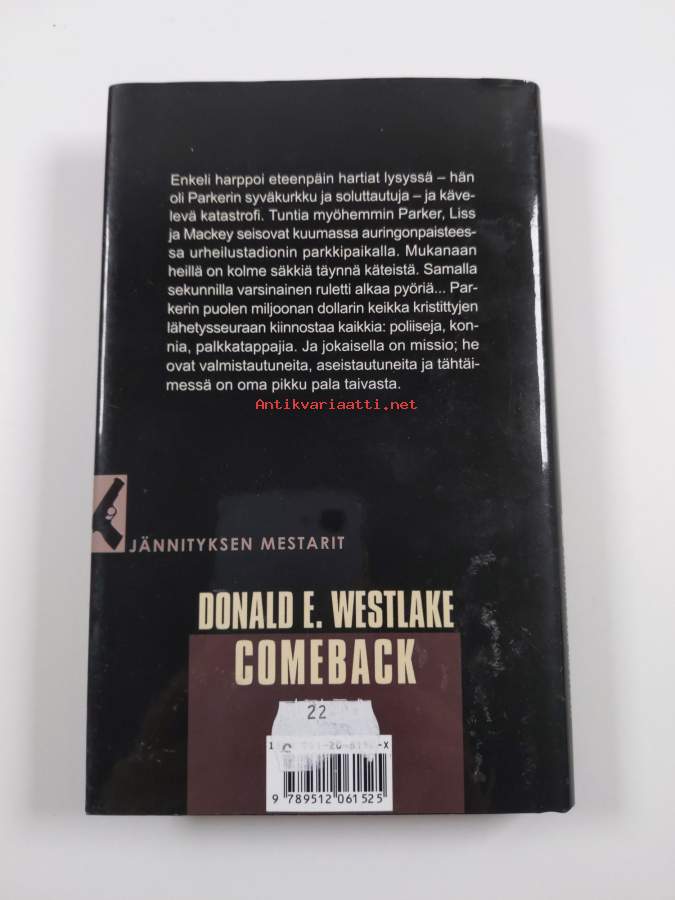 Enkeli harppoi eteenpäin hartiat lysyssä – hän
oli Parkerin syväkurkku ja soluttautuja – ja käve-
levä katastrofi. Tuntia myöhemmin Parker, Liss
ja Mackey seisovat kuumassa auringonpaistees-
sa urheilustadionin parkkipaikalla. Mukanaan
heillä on kolme säkkiä täynnä käteistä. Samalla
sekunnilla varsinainen ruletti alkaa pyöriä... Par-
kerin puolen miljoonan dollarin keikka kristittyjen
lähetysseuraan kiinnostaa kaikkia: poliiseja, kon-
nia, palkkatappajia. Ja jokaisella on missio; he
ovat valmistautuneita, aseistautuneita ja tähtäi-
messä on oma pikku pala taivasta.
Antikvariaatti.net
JÄNNITYKSEN MESTARIT
DONALD E. WESTLAKE
COMEBACK
22
9 789512 061525